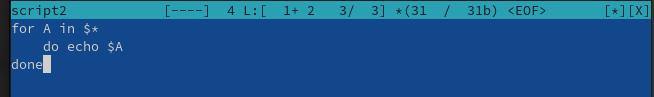 script2 [----] 4 L:[ 1+ 2 3/ 3] *(31 / 31b) <EOF> [*][X]
for A in $*
    do echo $A
done